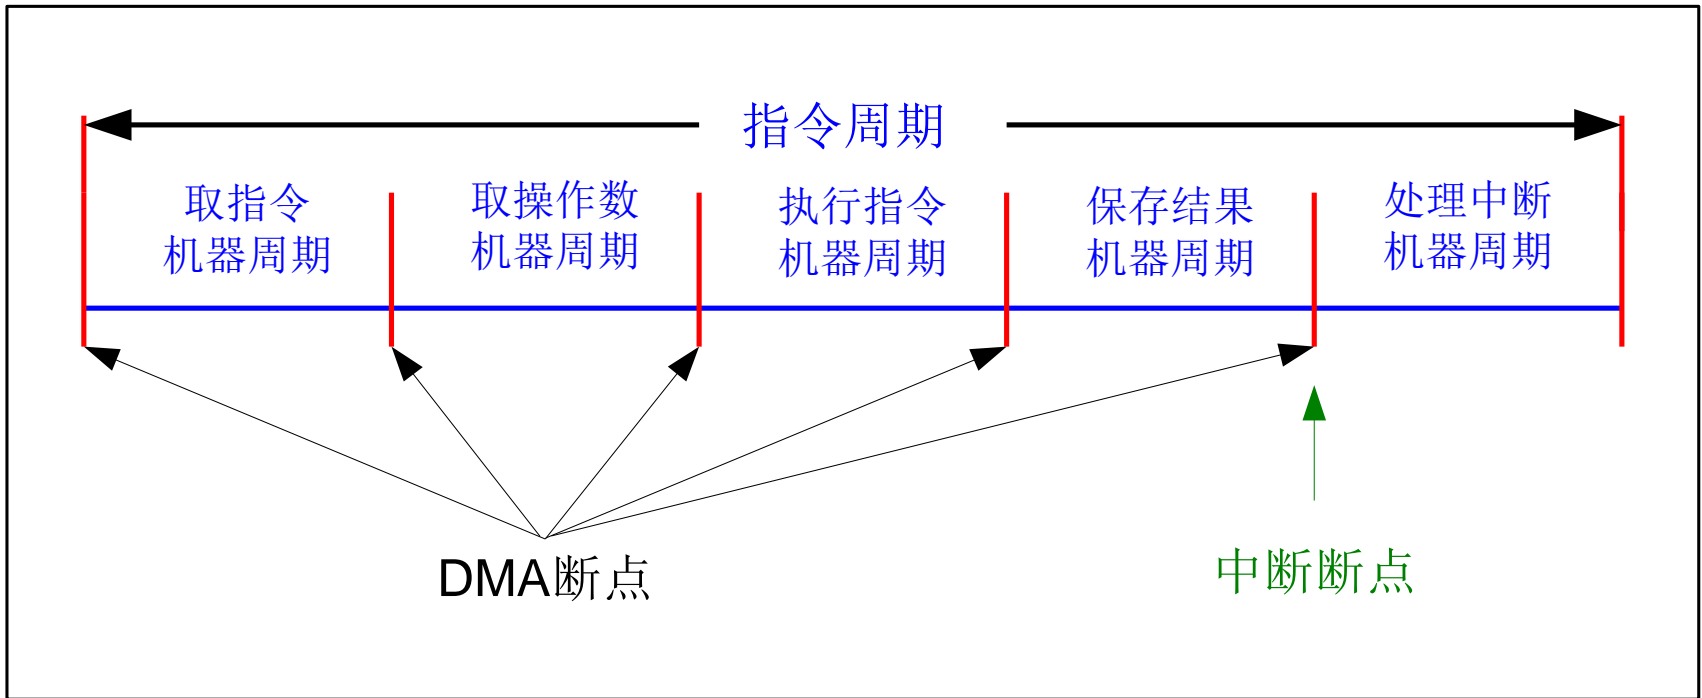 指令周期
取指令
机器周期
取操作数
机器周期
执行指令
机器周期
保存结果
机器周期
处理中断
机器周期
DMA断点
中断断点